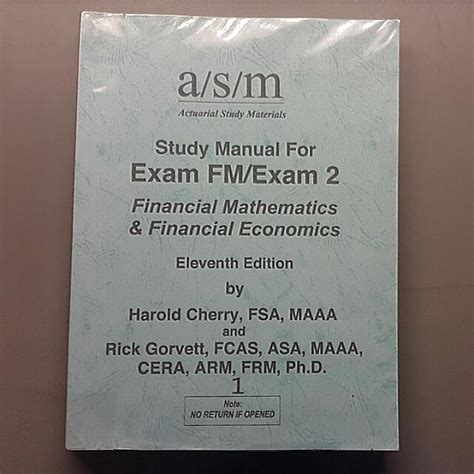 a/s/m
Actuarial Study Materials
Study Manual For
Exam FM/Exam 2
Financial Mathematics
& Financial Economics
Eleventh Edition
by
Harold Cherry, FSA, MAAA
and
Rick Gorvett, FCAS, ASA, MAAA,
CERA, ARM, FRM, Ph.D.
1
Note:
NO RETURN IF OPENED